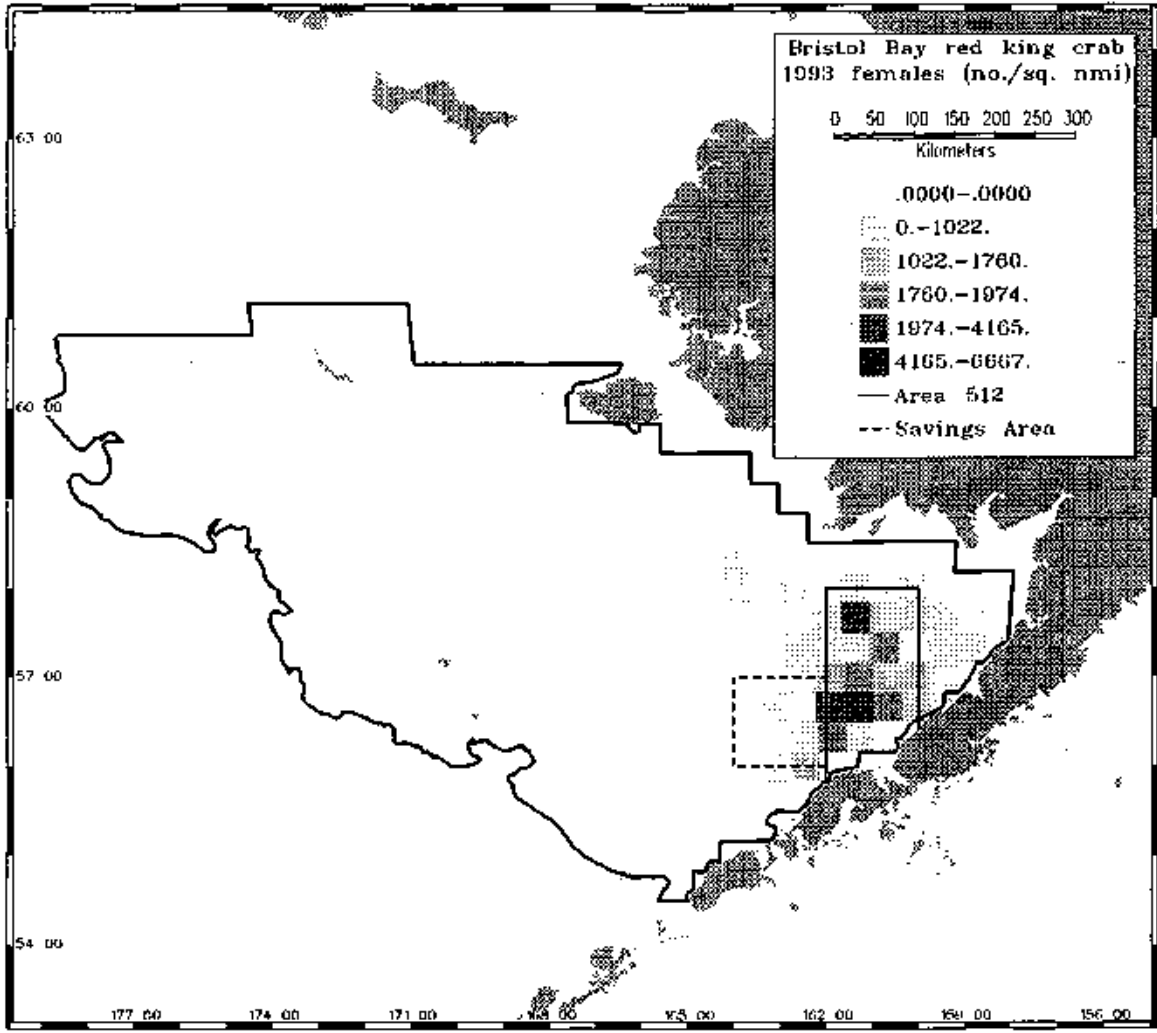 Bristol Bay red king crab
1993 females (no./sq. nmi)
0 50 100 150 200 250 300
Kilometers
.0000-.0000
0.-1022.
1022.-1760.
1760.-1974.
1974.-4165.
4165.-6667.
Area 512
Savings Area
63 00
60 00
57 00
54 00
177 00 174 00 171 00 168 00 165 00 162 00 159 00 156 00